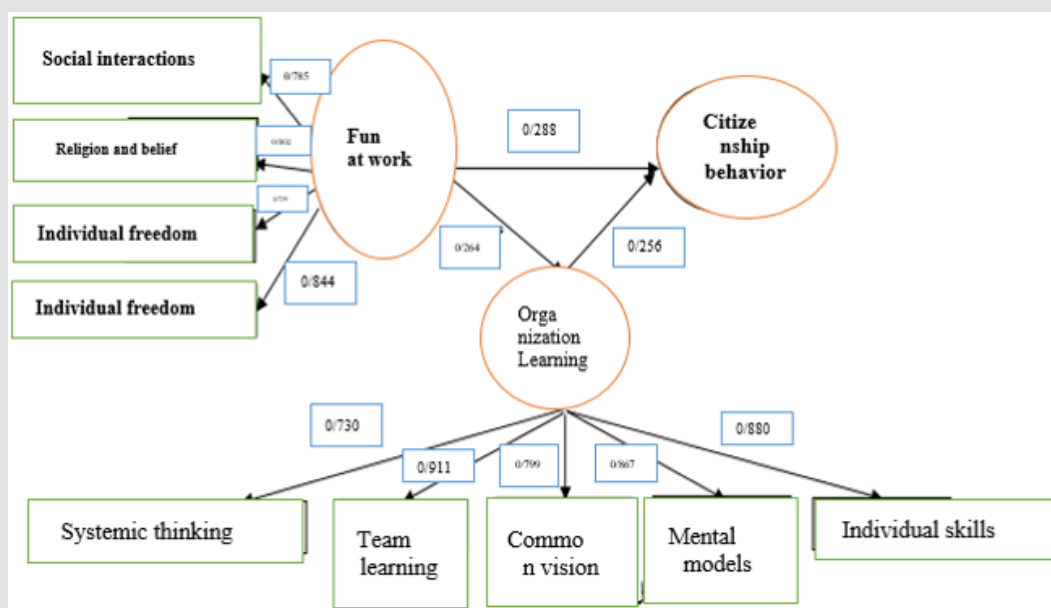 Social interactions
0/785
Religion and belief
Individual freedom
Individual freedom
0/844
Fun
at work
0/288
Citize
nship
behavior
0/264
0/256
Orga
nization
Learning
0/730
0/911
0/799
0/867
0/880
Systemic thinking
Team
learning
Commo
n vision
Mental
models
Individual skills